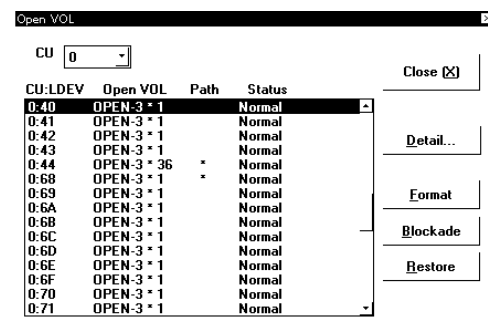 Open VOL
CU 0
Close (X)
CU:LDEV Open VOL Path Status
0:40 OPEN-3 * 1 Normal
0:41 OPEN-3 * 1 Normal
0:42 OPEN-3 * 1 Normal
0:43 OPEN-3 * 1 Normal
Detail...
0:44 OPEN-3 * 36 * Normal
0:68 OPEN-3 * 1 * Normal
0:69 OPEN-3 * 1 Normal
Format
0:6A OPEN-3 * 1 Normal
0:6B OPEN-3 * 1 Normal
0:6C OPEN-3 * 1 Normal
Blockade
0:6D OPEN-3 * 1 Normal
0:6E OPEN-3 * 1 Normal
Restore
0:6F OPEN-3 * 1 Normal
0:70 OPEN-3 * 1 Normal
0:71 OPEN-3 * 1 Normal